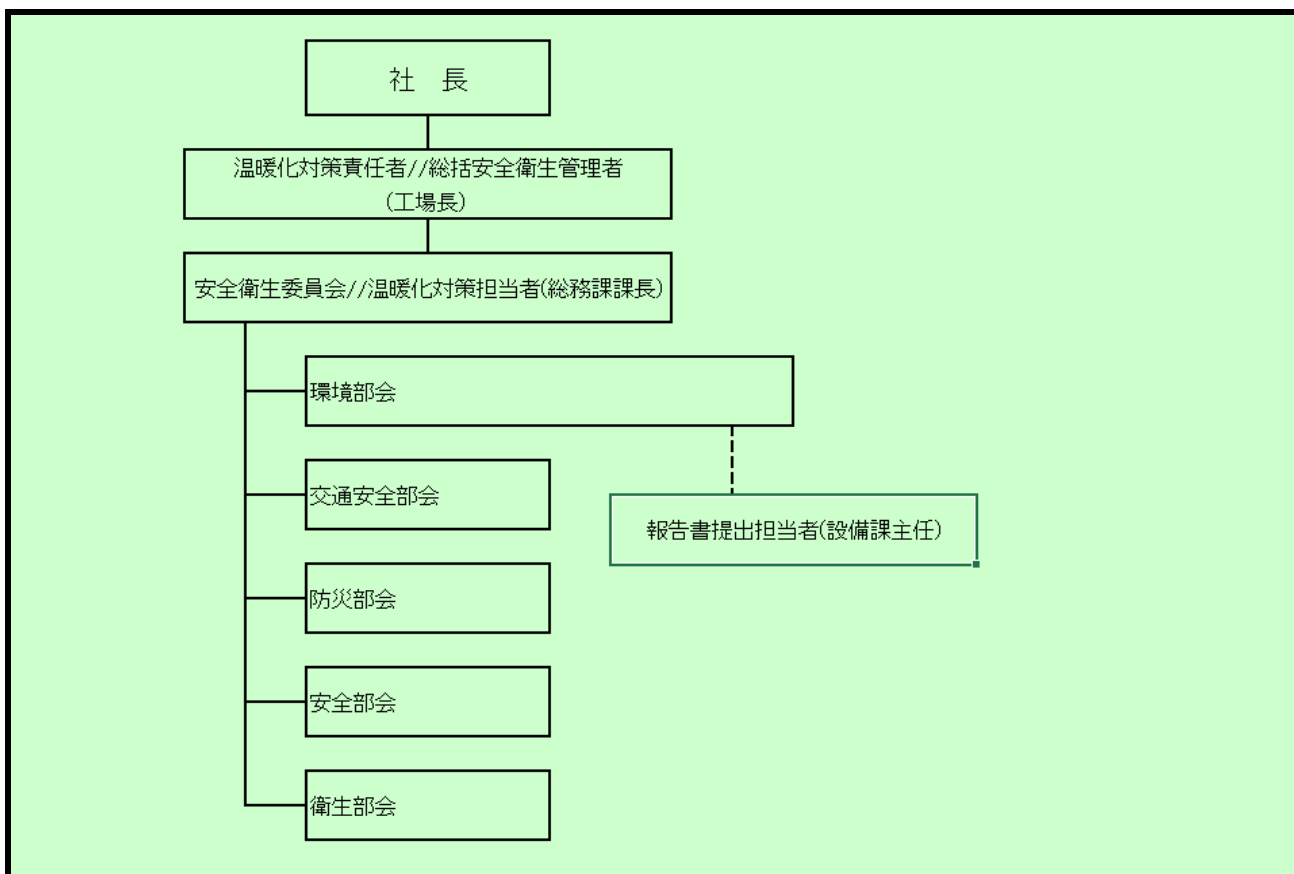 社　長
温暖化対策責任者//総括安全衛生管理者
(工場長)
安全衛生委員会//温暖化対策担当者(総務課課長)
環境部会
交通安全部会
報告書提出担当者(設備課主任)
防災部会
安全部会
衛生部会